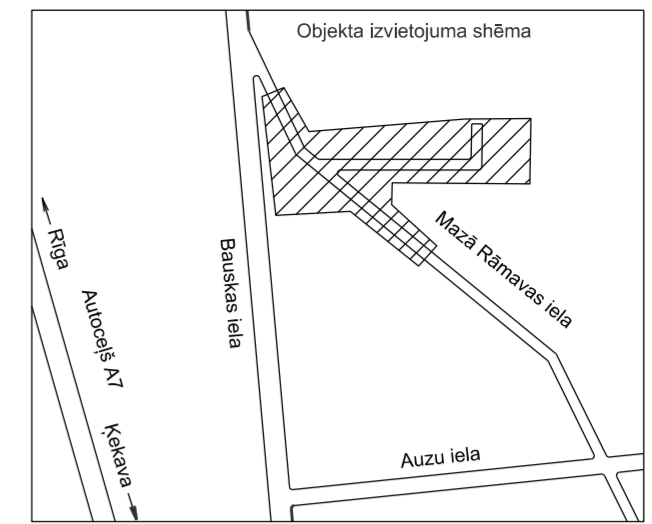 Objekta izvietojuma shēma
Rīga
Autoceļš A7
Ķekava
Bauskas iela
Mazā Rāmavas iela
Auzu iela